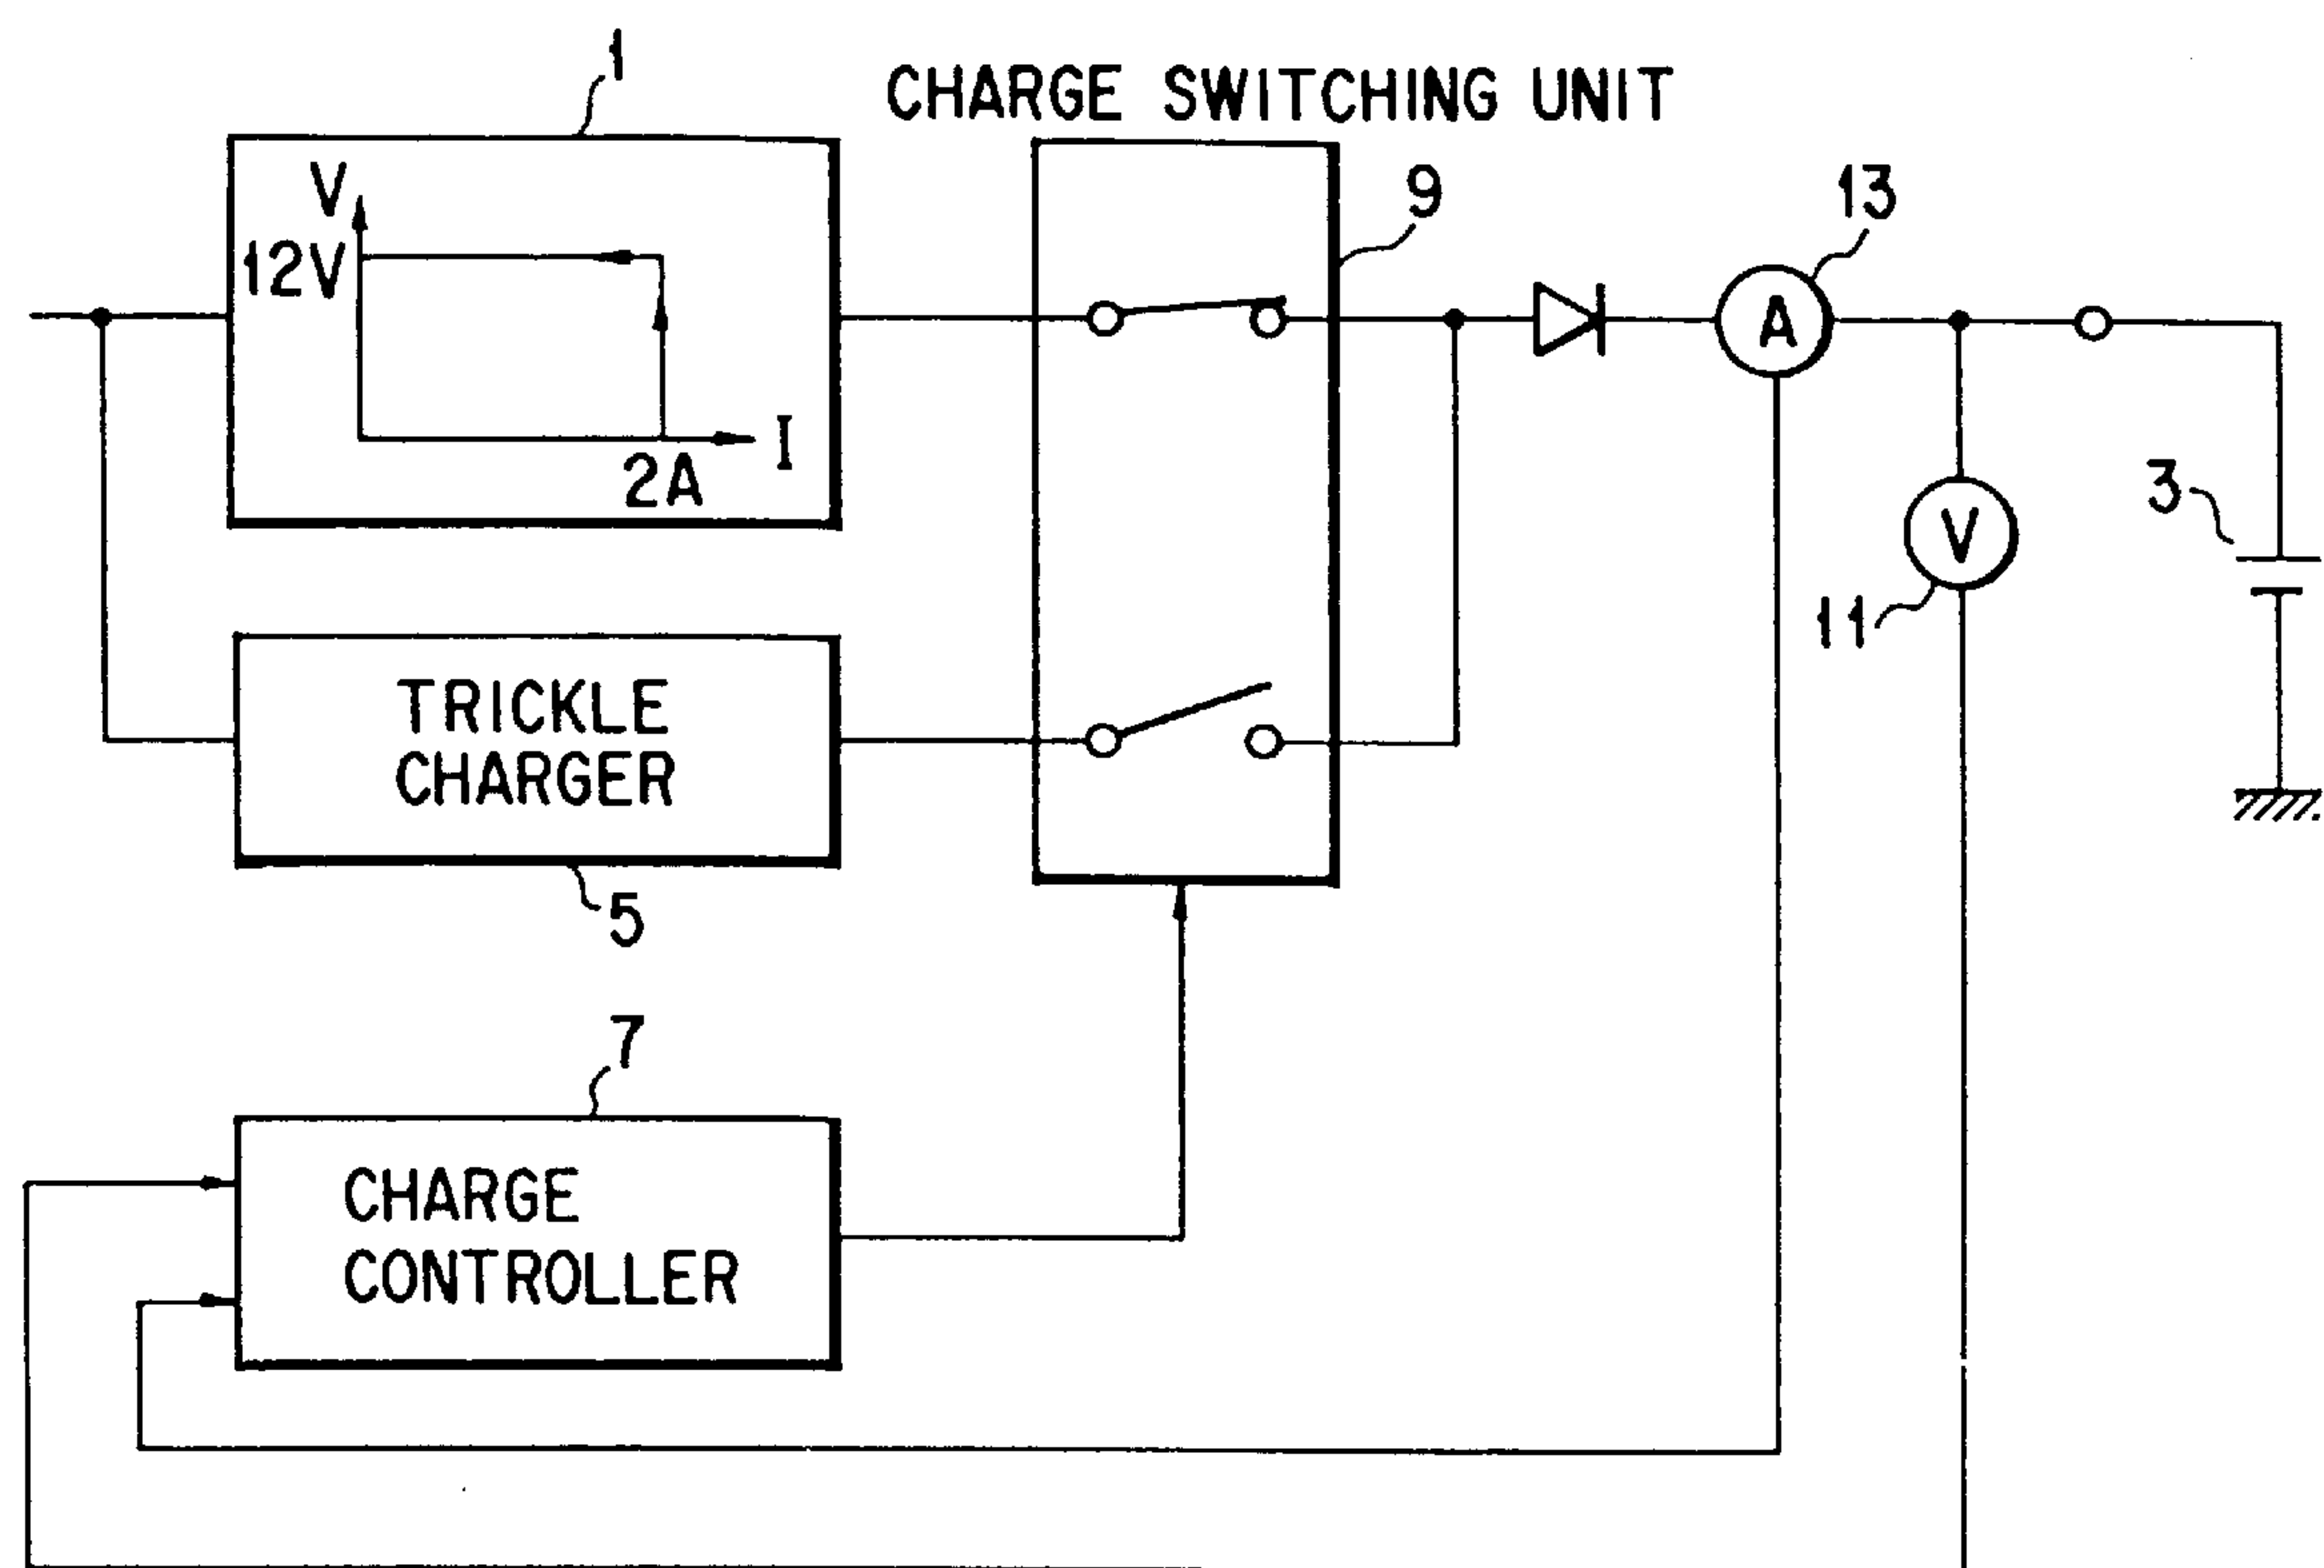 1
CHARGE SWITCHING UNIT
V
12V
I
2A
9
13
A
V
11
3
TRICKLE
CHARGER
5
7
CHARGE
CONTROLLER